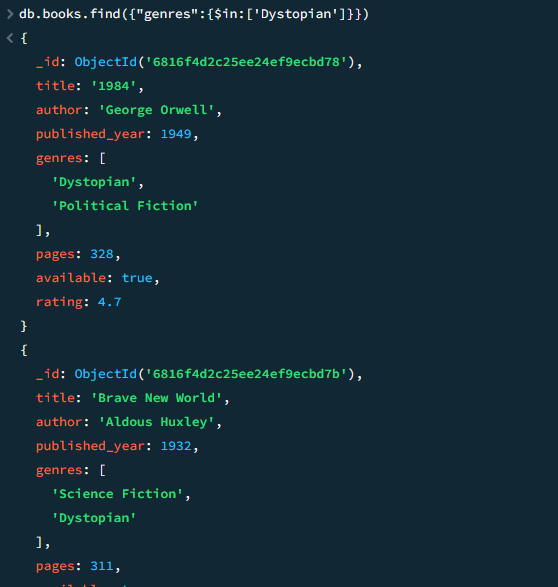 > db.books.find({"genres":{$in:['Dystopian']}})
< {
_id: ObjectId('6816f4d2c25ee24ef9ecbd78'),
title: '1984',
author: 'George Orwell',
published_year: 1949,
genres: [
'Dystopian',
'Political Fiction'
],
pages: 328,
available: true,
rating: 4.7
}
{
_id: ObjectId('6816f4d2c25ee24ef9ecbd7b'),
title: 'Brave New World',
author: 'Aldous Huxley',
published_year: 1932,
genres: [
'Science Fiction',
'Dystopian'
],
pages: 311,